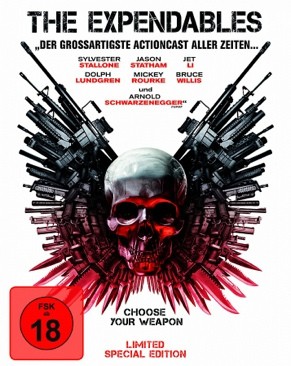 THE EXPENDABLES
„DER GROSSARTIGSTE ACTIONCAST ALLER ZEITEN...
SYLVESTER JASON JET
STALLONE STATHAM LI
DOLPH MICKEY BRUCE
LUNDGREN ROURKE WILLIS
und
ARNOLD
SCHWARZENEGGER“
CHOOSE
YOUR WEAPON
FSK
ab
18
LIMITED
SPECIAL EDITION